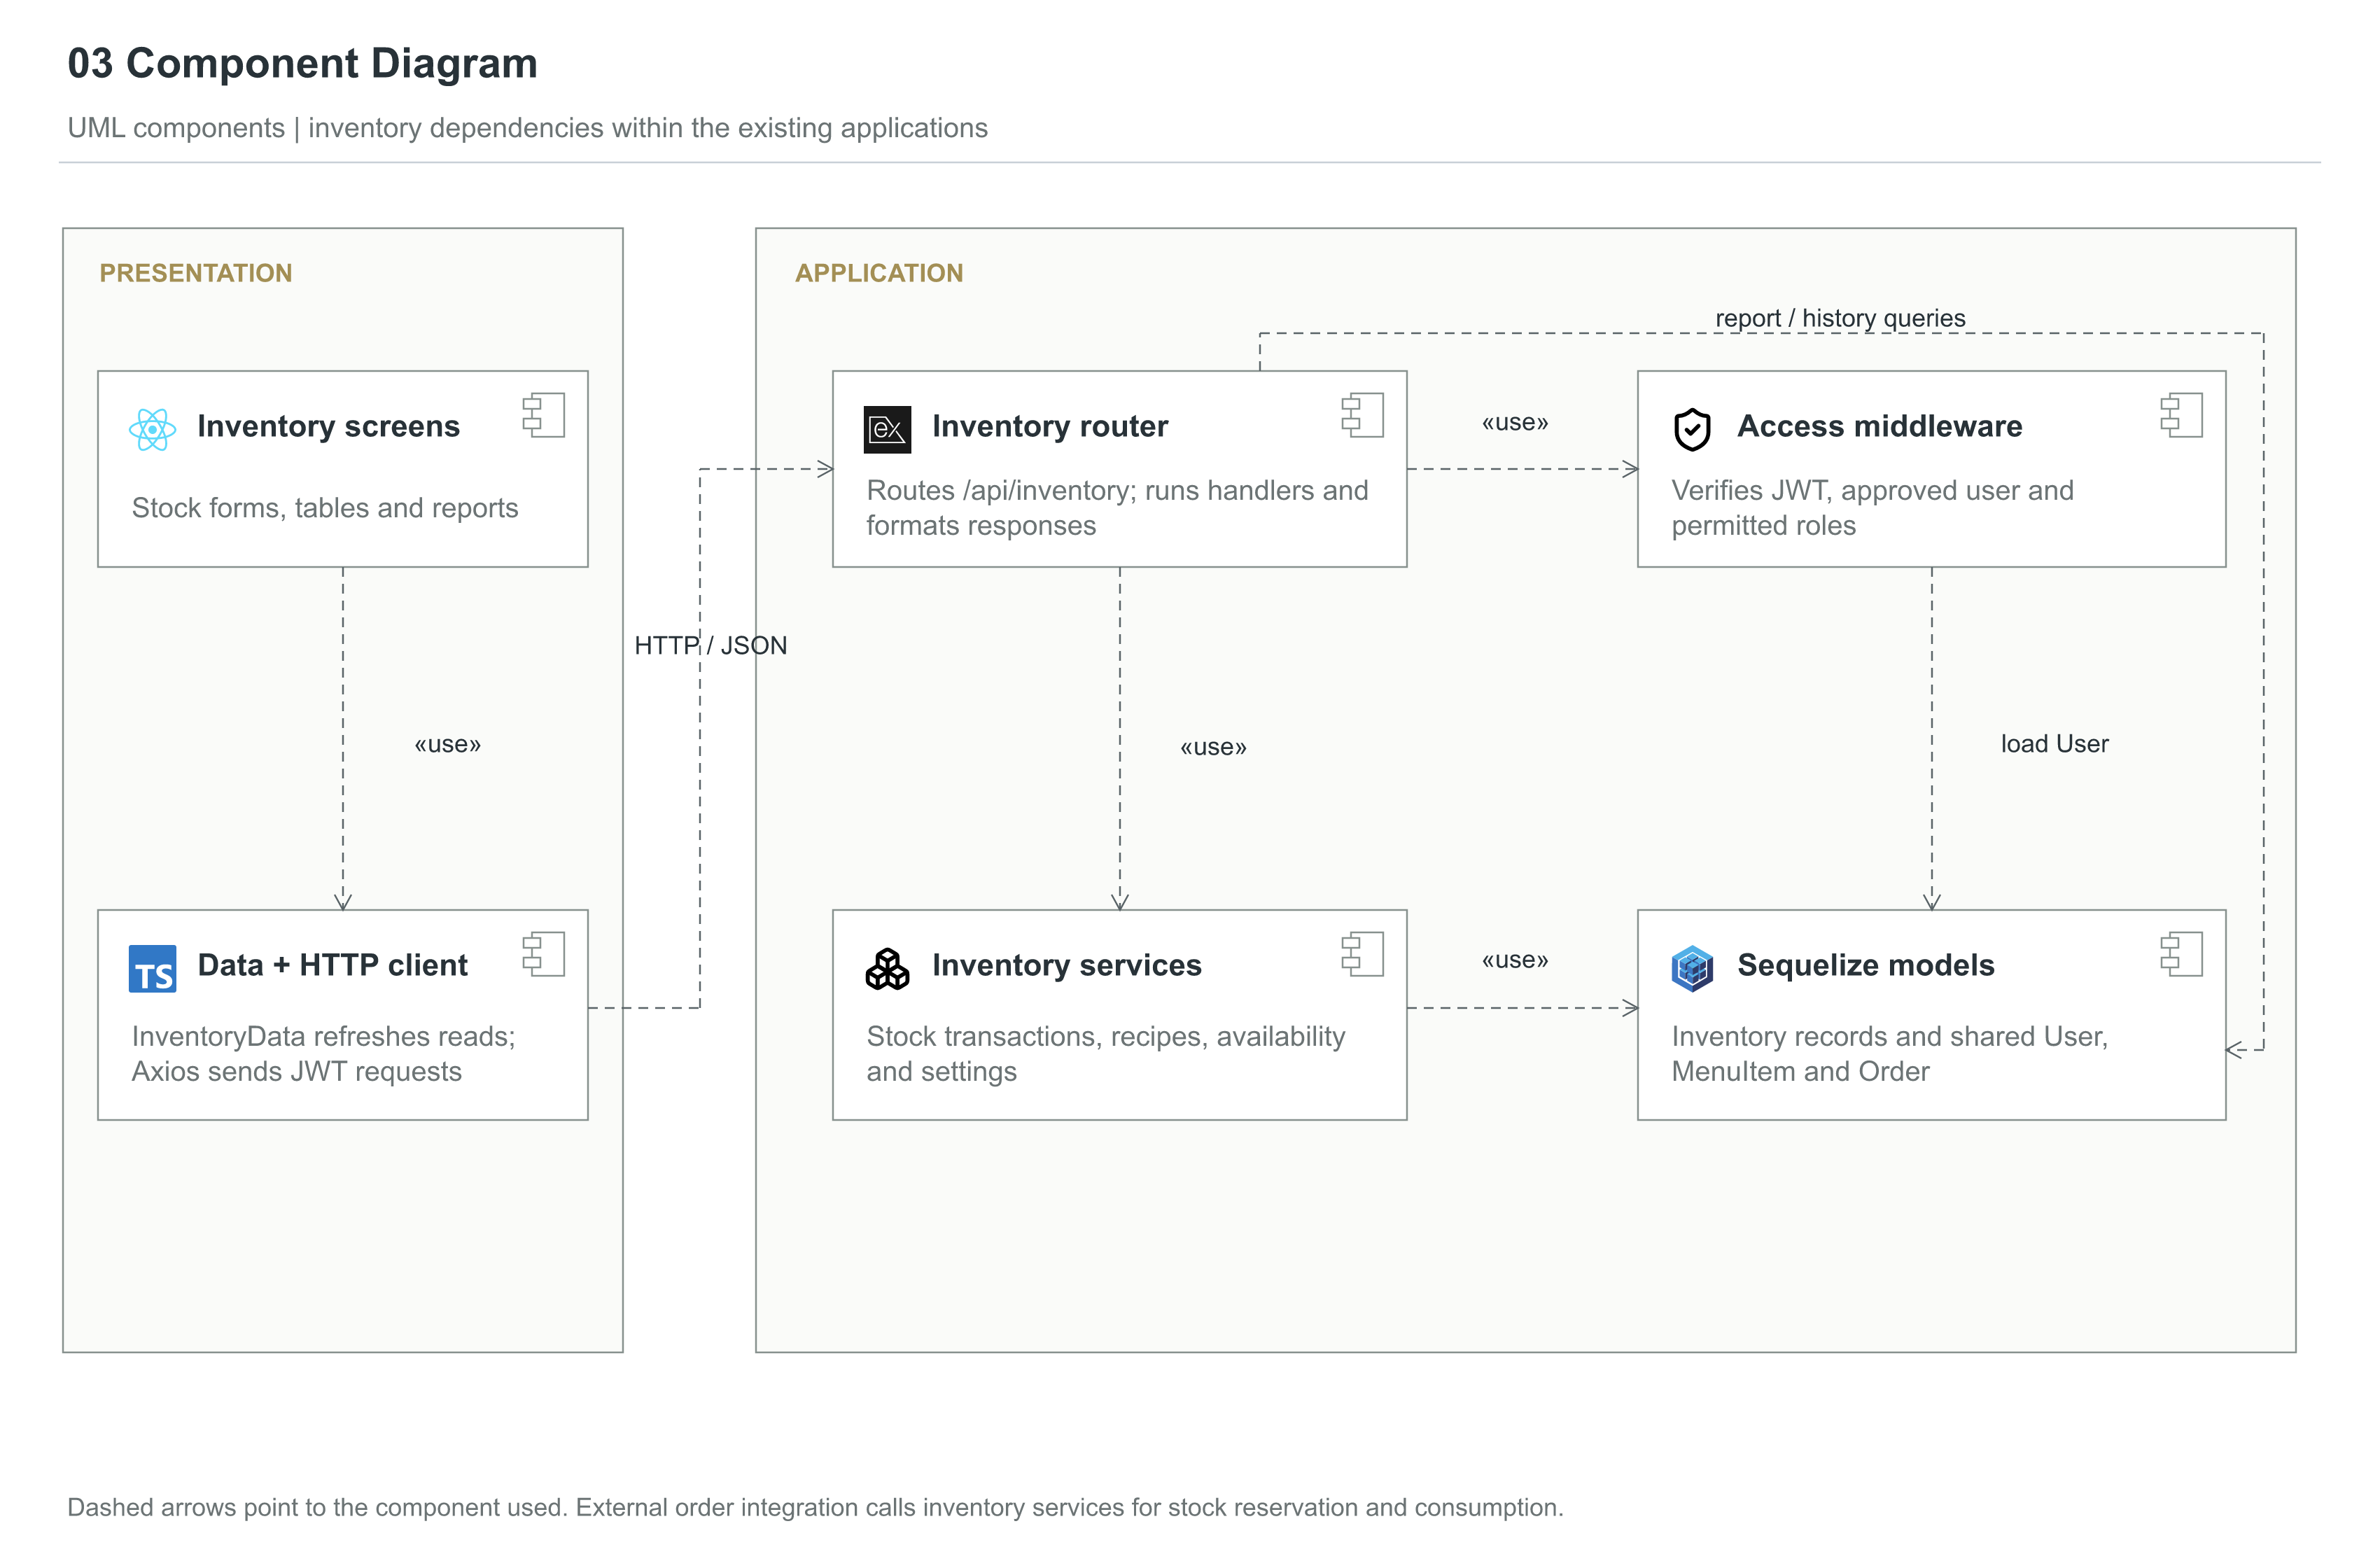 03 Component Diagram
UML components | inventory dependencies within the existing applications
PRESENTATION
Inventory screens
Stock forms, tables and reports
«use»
TS
Data + HTTP client
InventoryData refreshes reads;
Axios sends JWT requests
HTTP / JSON
APPLICATION
report / history queries
ex
Inventory router
Routes /api/inventory; runs handlers and
formats responses
«use»
Access middleware
Verifies JWT, approved user and
permitted roles
«use»
load User
Inventory services
Stock transactions, recipes, availability
and settings
«use»
Sequelize models
Inventory records and shared User,
MenuItem and Order
Dashed arrows point to the component used. External order integration calls inventory services for stock reservation and consumption.